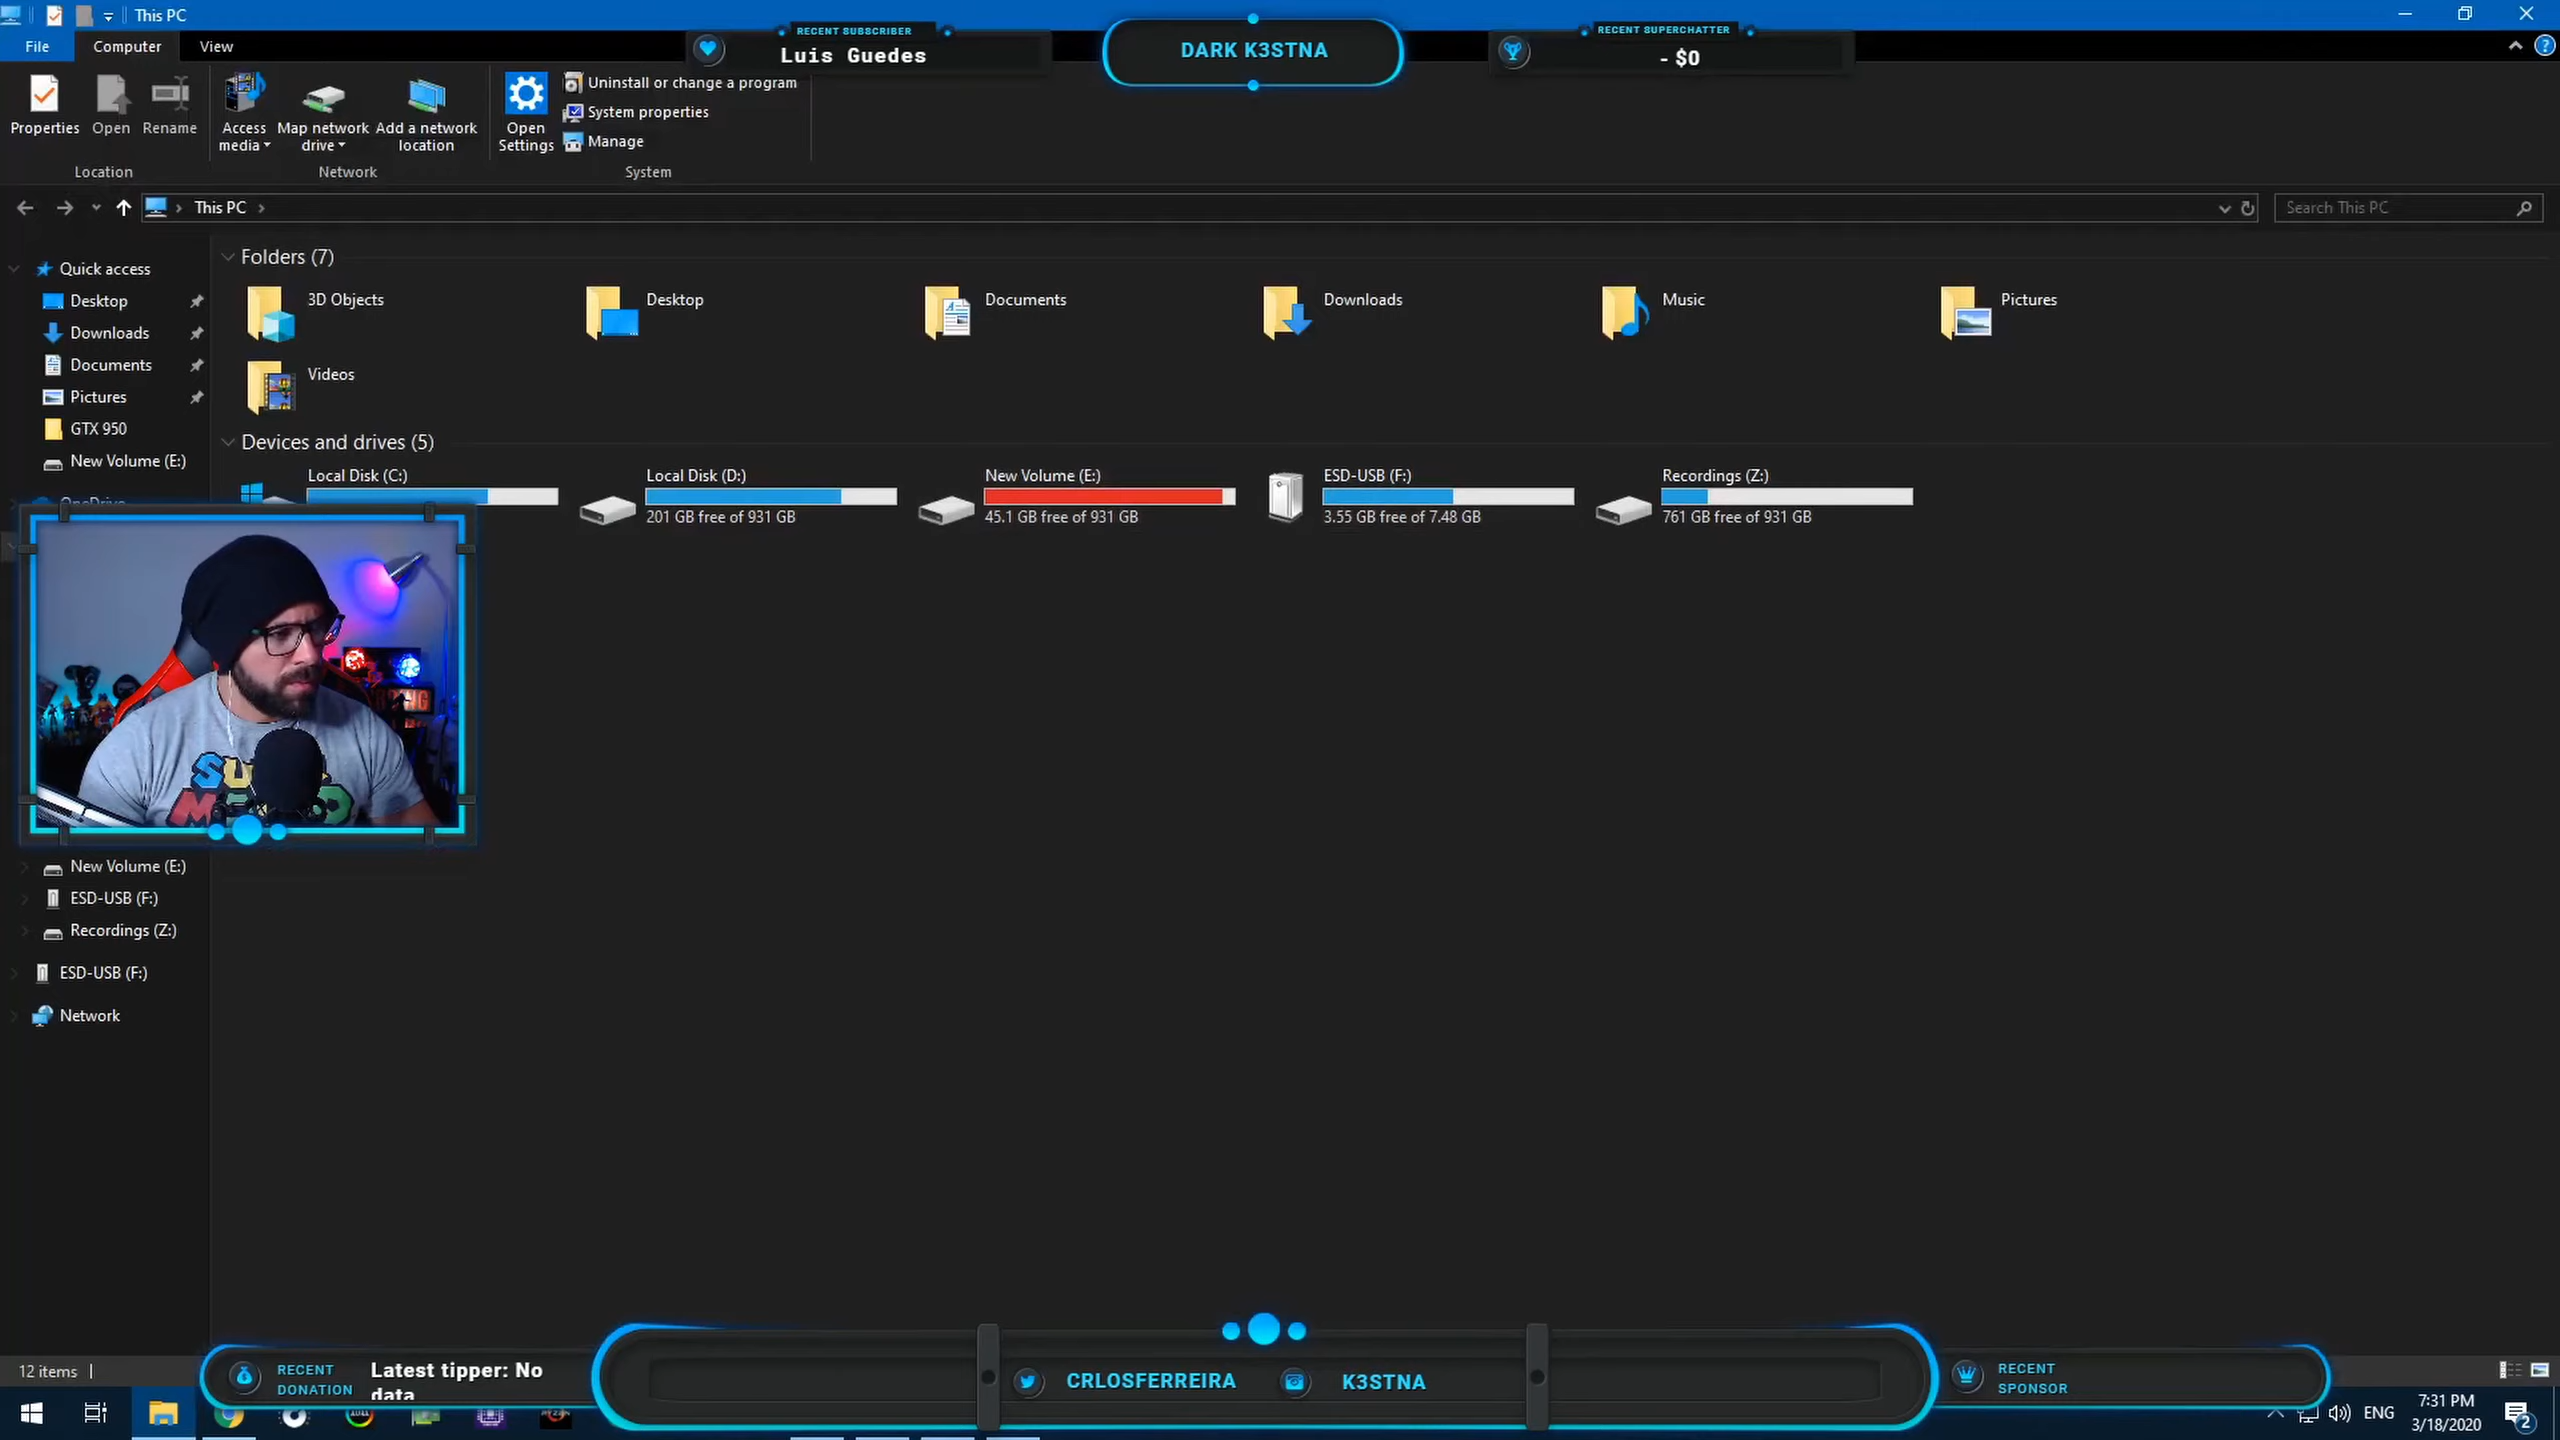 This PC
File
Computer
View
RECENT SUBSCRIBER
Luis Guedes
DARK K3STNA
RECENT SUPERCHATTER
- $0
Properties
Open
Rename
Access media
Map network drive
Add a network location
Open Settings
Uninstall or change a program
System properties
Manage
Location
Network
System
This PC
Search This PC
Quick access
Desktop
Downloads
Documents
Pictures
GTX 950
New Volume (E:)
OneDrive
Folders (7)
3D Objects
Desktop
Documents
Downloads
Music
Pictures
Videos
Devices and drives (5)
Local Disk (C:)
Local Disk (D:)
201 GB free of 931 GB
New Volume (E:)
45.1 GB free of 931 GB
ESD-USB (F:)
3.55 GB free of 7.48 GB
Recordings (Z:)
761 GB free of 931 GB
New Volume (E:)
ESD-USB (F:)
Recordings (Z:)
ESD-USB (F:)
Network
12 items
RECENT DONATION
Latest tipper: No data
CRLOSFERREIRA
K3STNA
RECENT SPONSOR
ENG
7:31 PM
3/18/2020
2